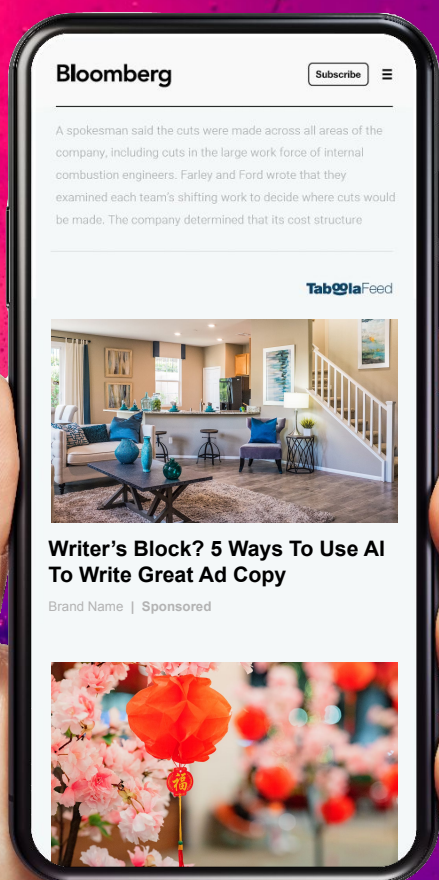 Bloomberg
Subscribe
A spokesman said the cuts were made across all areas of the
company, including cuts in the large work force of internal
combustion engineers. Farley and Ford wrote that they
examined each team's shifting work to decide where cuts would
be made. The company determined that its cost structure
TaboolaFeed
Writer's Block? 5 Ways To Use AI
To Write Great Ad Copy
Brand Name | Sponsored
福